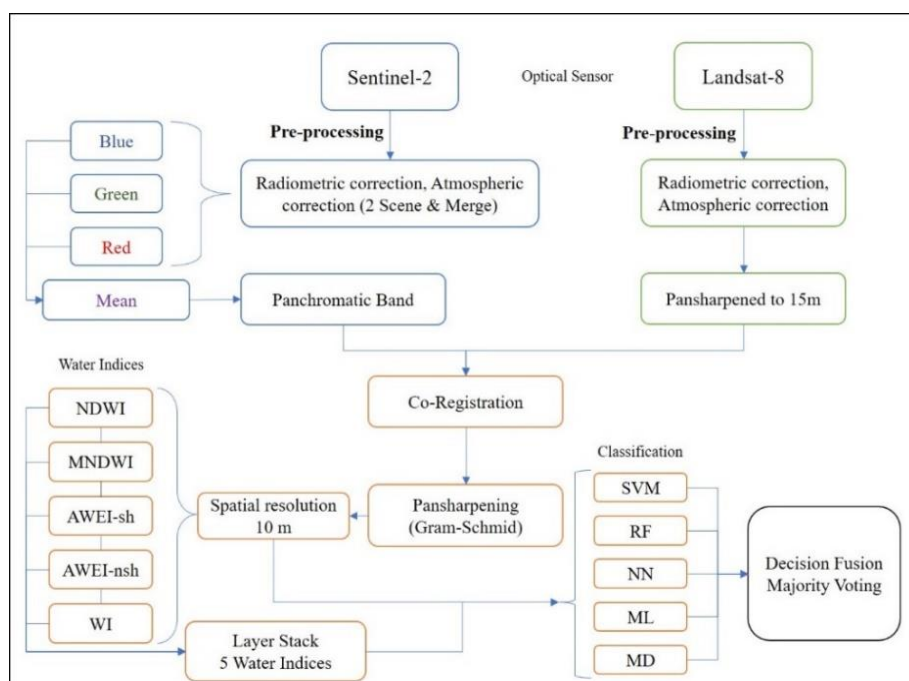 Sentinel-2
Optical Sensor
Landsat-8
Pre-processing
Pre-processing
Blue
Green
Red
Mean
Radiometric correction, Atmospheric
correction (2 Scene & Merge)
Radiometric correction,
Atmospheric correction
Panchromatic Band
Pansharpened to 15m
Co-Registration
Water Indices
NDWI
MNDWI
AWEI-sh
AWEI-nsh
WI
Spatial resolution
10 m
Pansharpening
(Gram-Schmid)
Layer Stack
5 Water Indices
Classification
SVM
RF
NN
ML
MD
Decision Fusion
Majority Voting